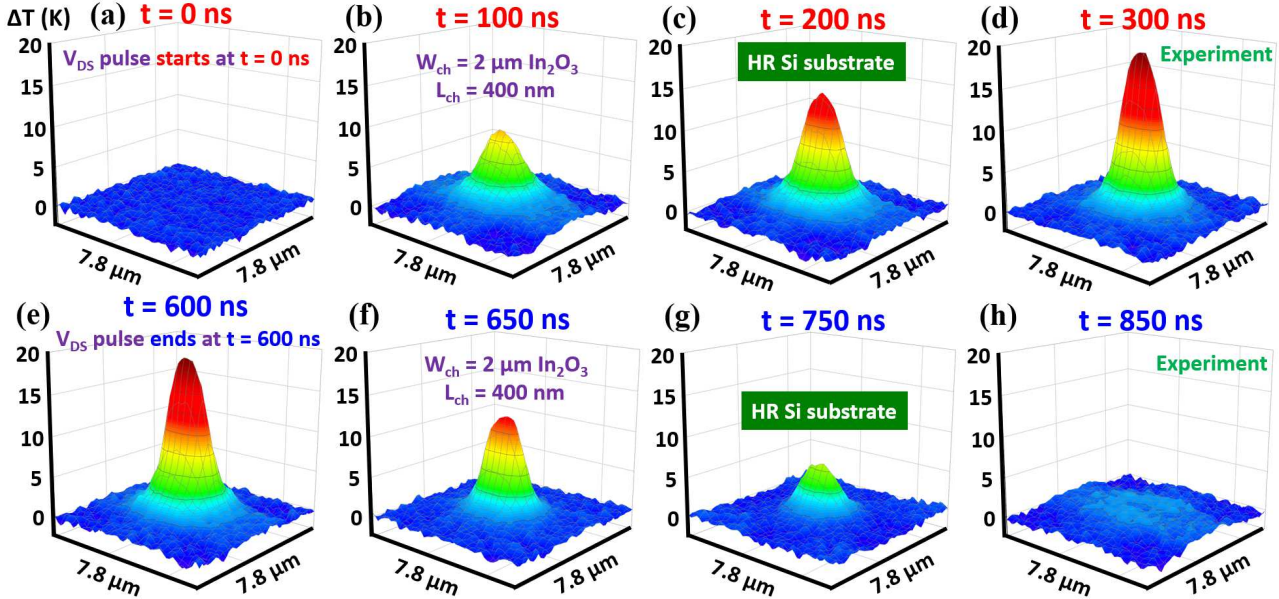 ΔT (K)
(a)
t = 0 ns
V_DS pulse starts at t = 0 ns
20
15
10
5
0
7.8 μm
7.8 μm
(b)
t = 100 ns
W_ch = 2 μm In₂O₃
L_ch = 400 nm
20
15
10
5
0
7.8 μm
7.8 μm
(c)
t = 200 ns
HR Si substrate
20
15
10
5
0
7.8 μm
7.8 μm
(d)
t = 300 ns
Experiment
20
15
10
5
0
7.8 μm
7.8 μm
(e)
t = 600 ns
V_DS pulse ends at t = 600 ns
20
15
10
5
0
7.8 μm
7.8 μm
(f)
t = 650 ns
W_ch = 2 μm In₂O₃
L_ch = 400 nm
20
15
10
5
0
7.8 μm
7.8 μm
(g)
t = 750 ns
HR Si substrate
20
15
10
5
0
7.8 μm
7.8 μm
(h)
t = 850 ns
Experiment
20
15
10
5
0
7.8 μm
7.8 μm